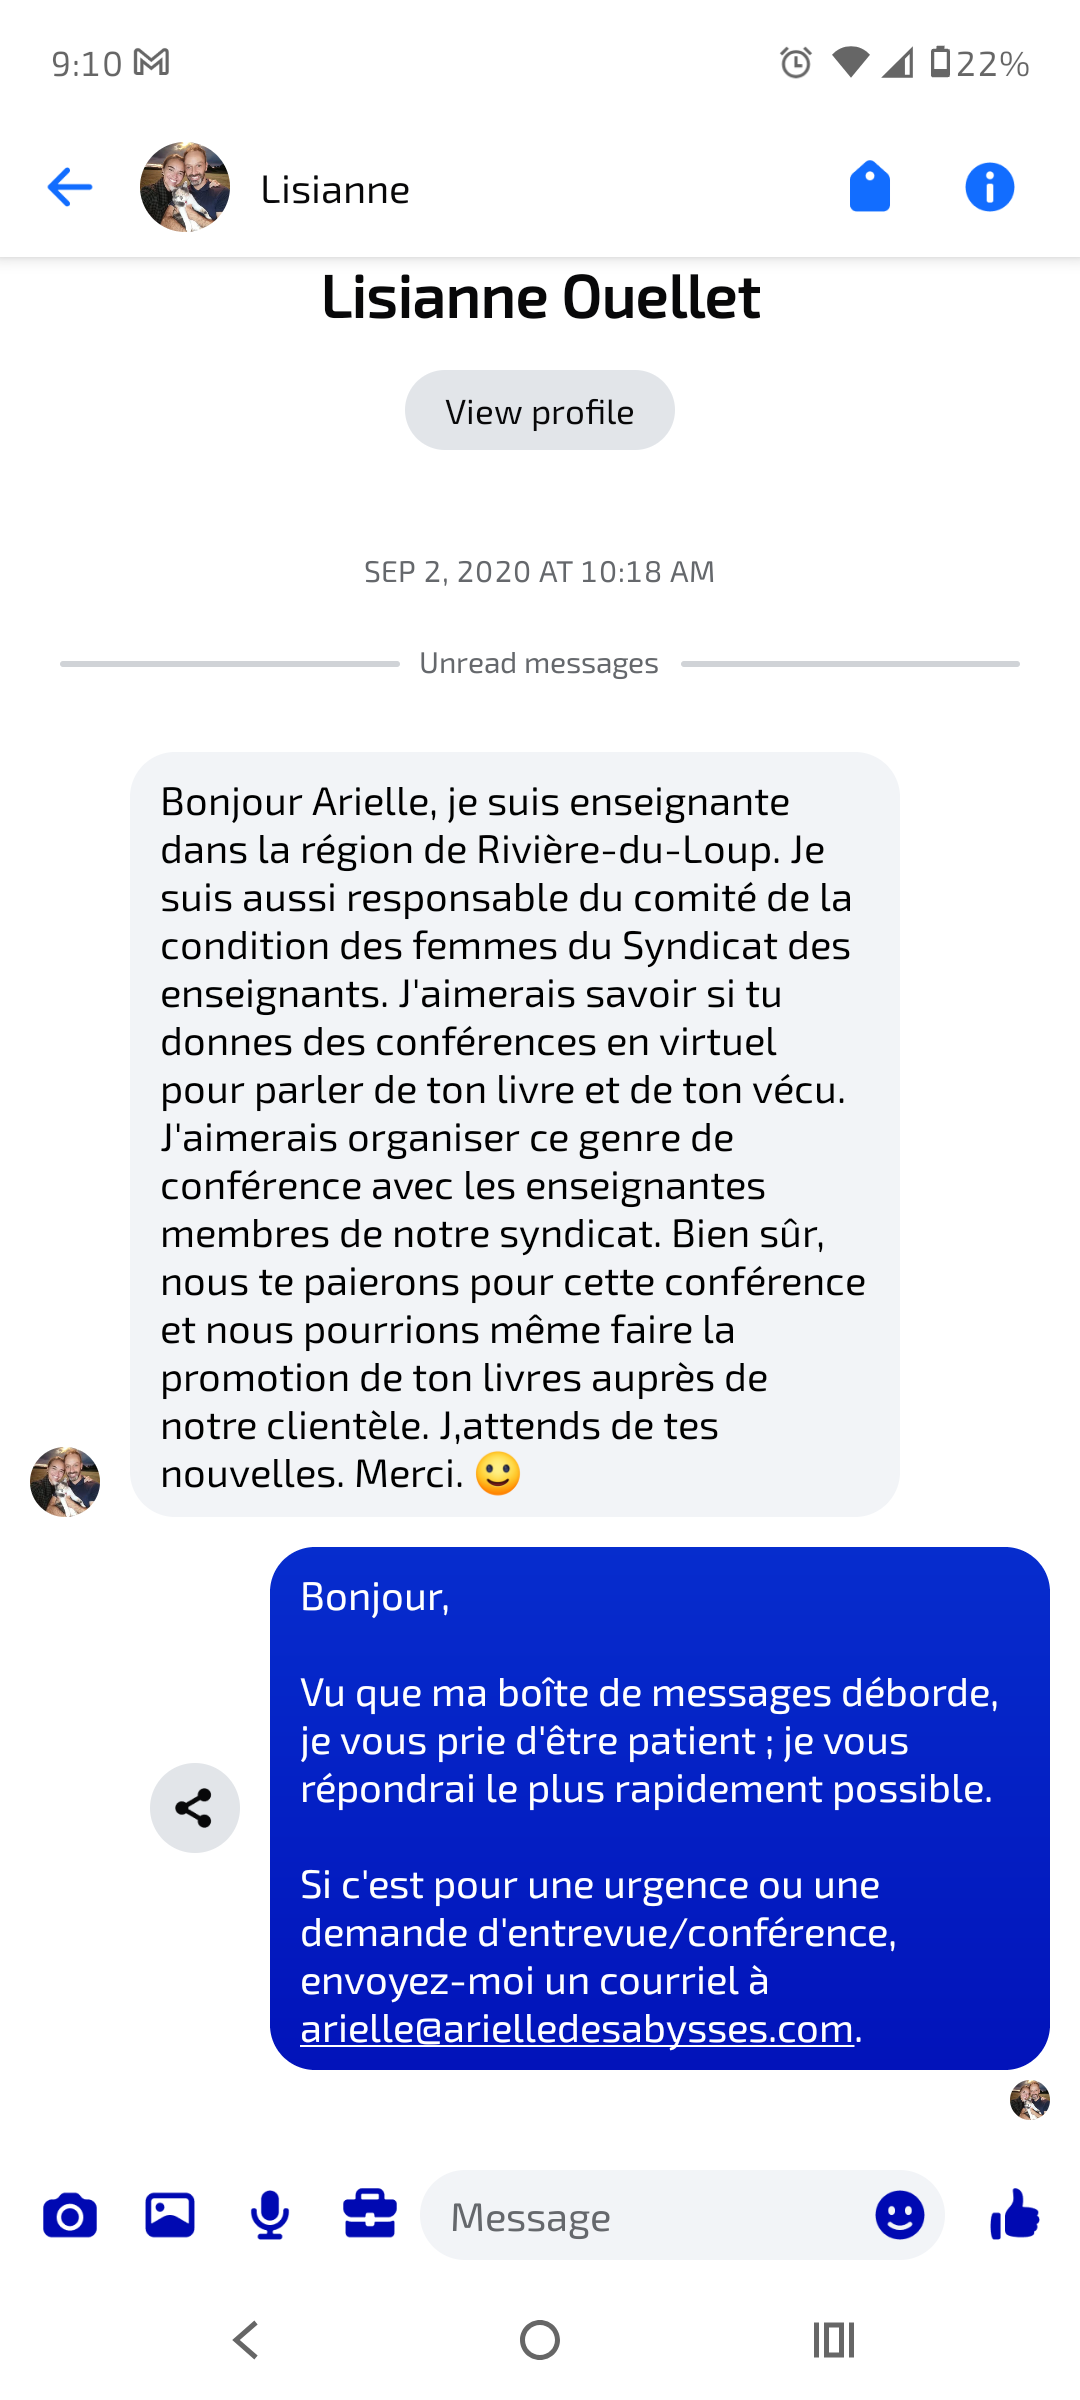 9:10
22%
Lisianne
Lisianne Ouellet
View profile
SEP 2, 2020 AT 10:18 AM
Unread messages
Bonjour Arielle, je suis enseignante
dans la région de Rivière-du-Loup. Je
suis aussi responsable du comité de la
condition des femmes du Syndicat des
enseignants. J'aimerais savoir si tu
donnes des conférences en virtuel
pour parler de ton livre et de ton vécu.
J'aimerais organiser ce genre de
conférence avec les enseignantes
membres de notre syndicat. Bien sûr,
nous te paierons pour cette conférence
et nous pourrions même faire la
promotion de ton livres auprès de
notre clientèle. J,attends de tes
nouvelles. Merci. 🙂
Bonjour,
Vu que ma boîte de messages déborde,
je vous prie d'être patient ; je vous
répondrai le plus rapidement possible.
Si c'est pour une urgence ou une
demande d'entrevue/conférence,
envoyez-moi un courriel à
arielle@arielledesabysses.com.
Message